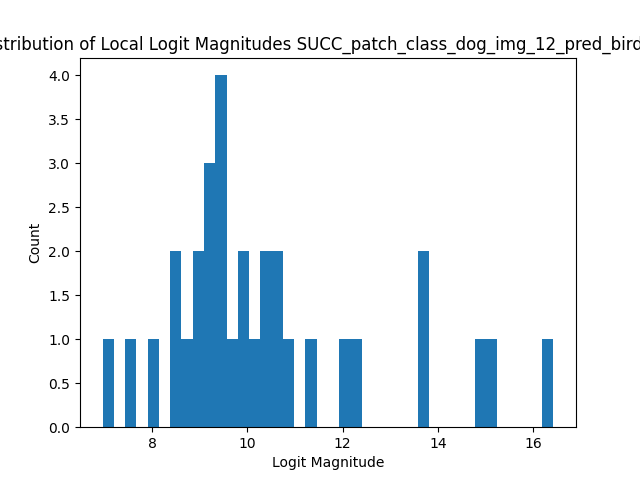 stribution of Local Logit Magnitudes SUCC_patch_class_dog_img_12_pred_bird
4.0
3.5
3.0
2.5
2.0
1.5
1.0
0.5
0.0
Count
8 10 12 14 16
Logit Magnitude